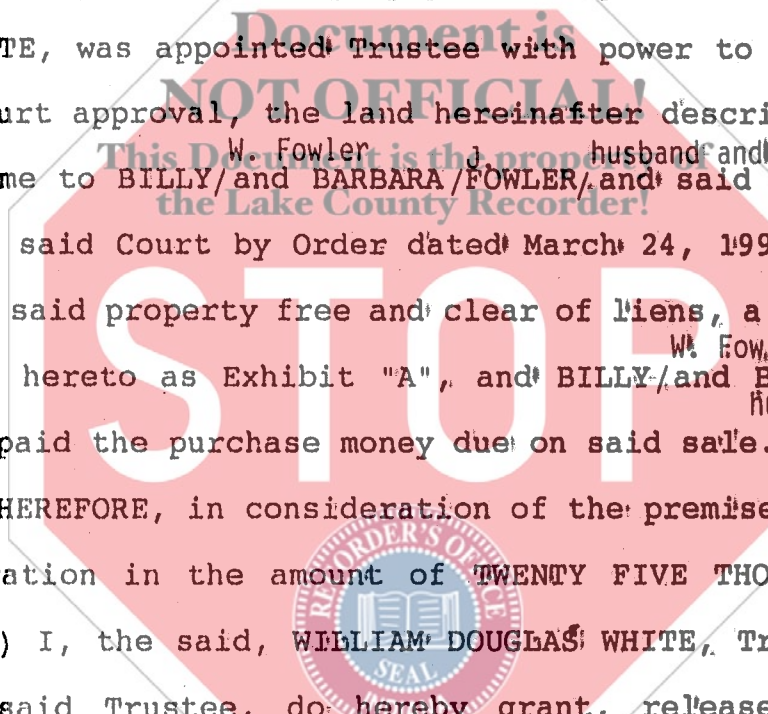 Document is
TE, was appointed Trustee with power to
NOT OFFICIAL!
urt approval, the land hereinafter descri
This Document is the property of
W. Fowler J. husband and
me to BILLY/and BARBARA/FOWLER/and said
the Lake County Recorder!
said Court by Order dated March 24, 199
said property free and clear of liens, a
STOP
W. Fow
hereto as Exhibit "A", and BILLY/and B
paid the purchase money due on said sale.
HEREFORE, in consideration of the premise
RECORDER'S OFFICE
ation in the amount of TWENTY FIVE THO
) I, the said, WILLIAM DOUGLAS WHITE, Tr
SEAL
said Trustee, do hereby grant, release